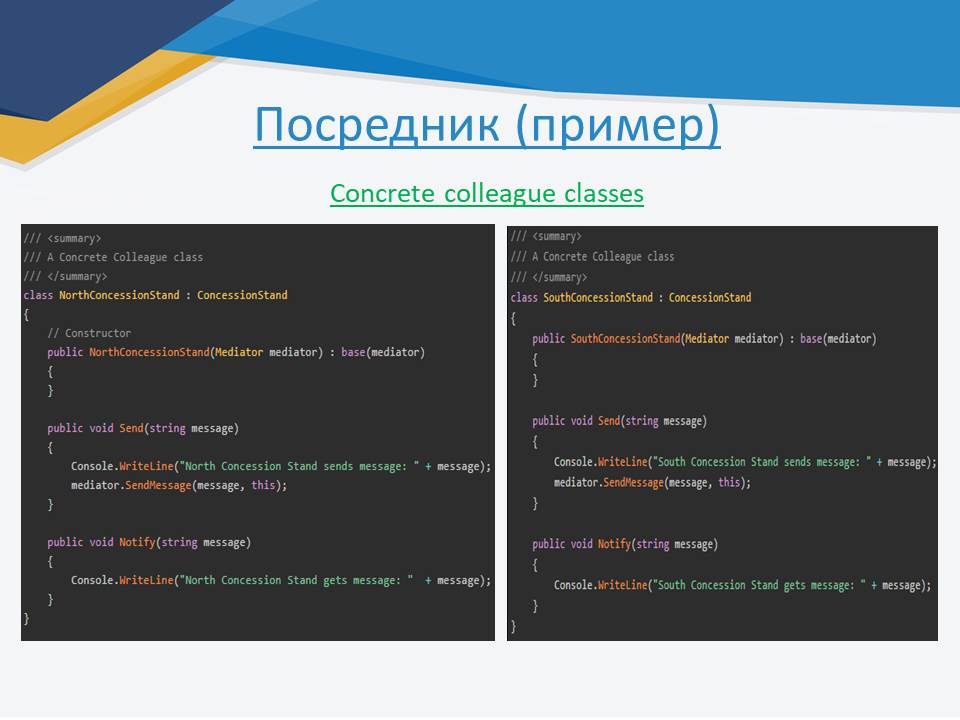 Посредник (пример)
Concrete colleague classes
/// <summary>
/// A Concrete Colleague class
/// </summary>
class NorthConcessionStand : ConcessionStand
{
    // Constructor
    public NorthConcessionStand(Mediator mediator) : base(mediator)
    {
    }

    public void Send(string message)
    {
        Console.WriteLine("North Concession Stand sends message: " + message);
        mediator.SendMessage(message, this);
    }

    public void Notify(string message)
    {
        Console.WriteLine("North Concession Stand gets message: "  + message);
    }
}
/// <summary>
/// A Concrete Colleague class
/// </summary>
class SouthConcessionStand : ConcessionStand
{
    public SouthConcessionStand(Mediator mediator) : base(mediator)
    {
    }

    public void Send(string message)
    {
        Console.WriteLine("South Concession Stand sends message: " + message);
        mediator.SendMessage(message, this);
    }

    public void Notify(string message)
    {
        Console.WriteLine("South Concession Stand gets message: " + message);
    }
}